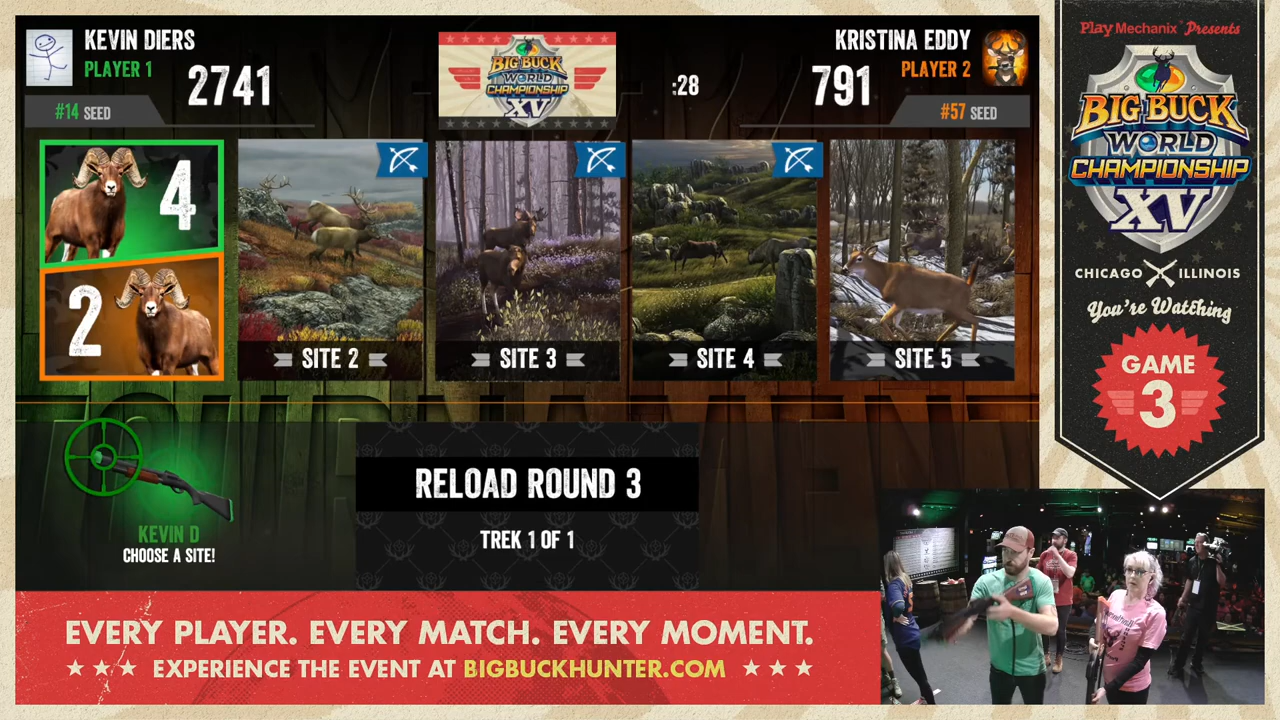 KEVIN DIERS
PLAYER 1
2741
#14 SEED
BIG BUCK
WORLD
CHAMPIONSHIP
XV
:28
KRISTINA EDDY
PLAYER 2
791
#57 SEED
4
2
SITE 2
SITE 3
SITE 4
SITE 5
KEVIN D
CHOOSE A SITE!
RELOAD ROUND 3
TREK 1 OF 1
EVERY PLAYER. EVERY MATCH. EVERY MOMENT.
EXPERIENCE THE EVENT AT BIGBUCKHUNTER.COM
Play Mechanix Presents
BIG BUCK
WORLD
CHAMPIONSHIP
XV
CHICAGO ILLINOIS
You're Watching
GAME
3